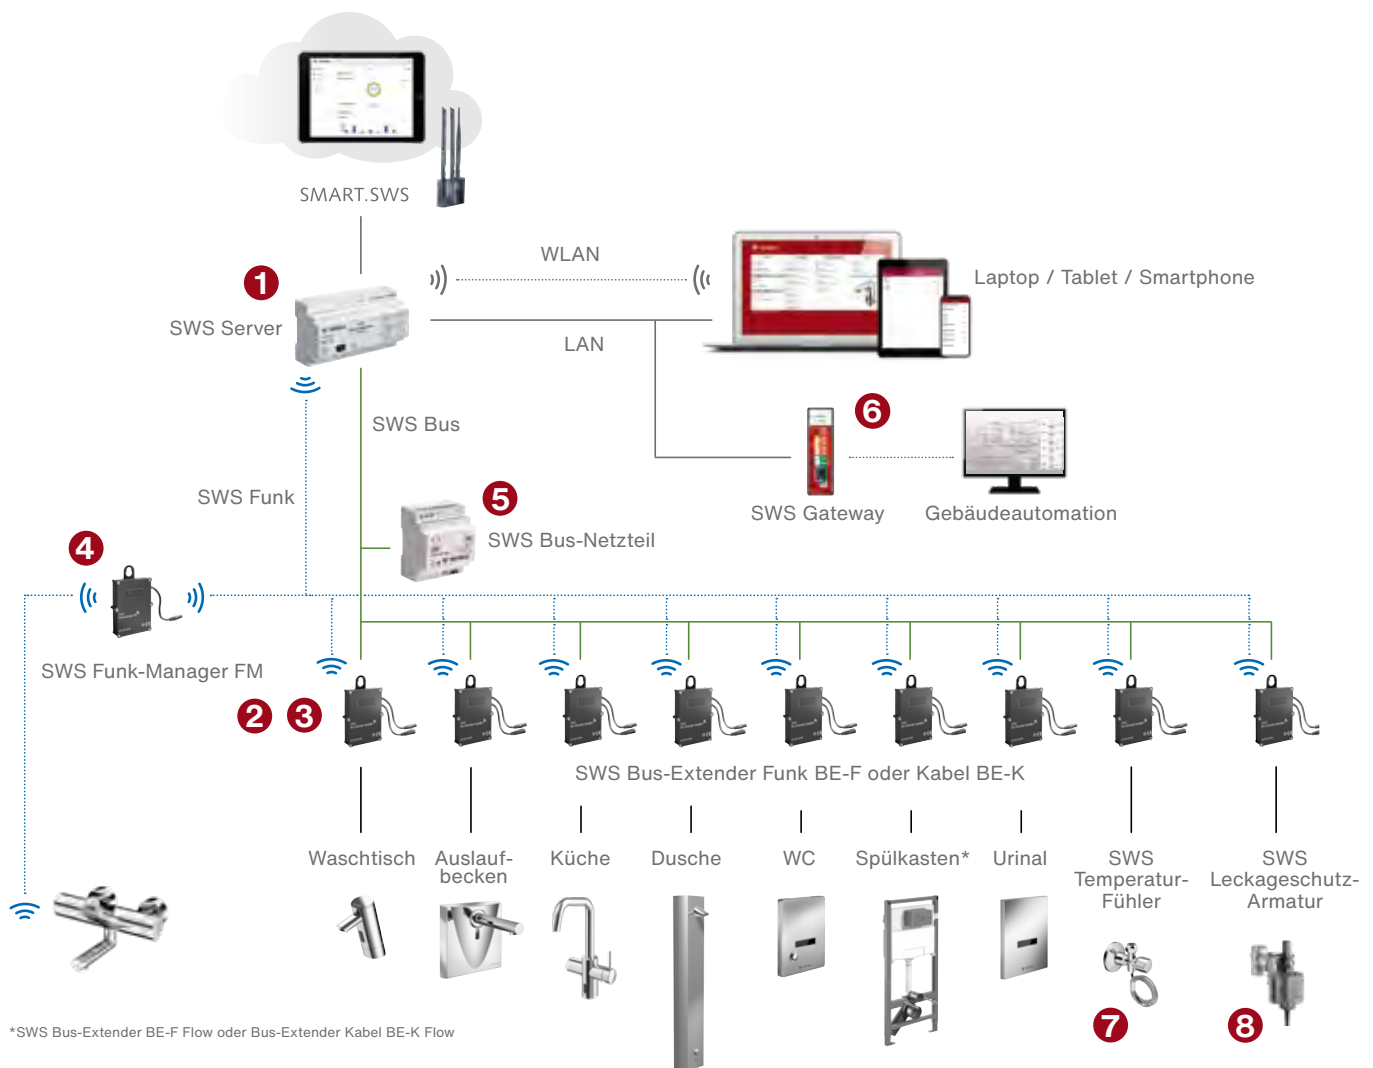 SMART.SWS
WLAN
1
Laptop / Tablet / Smartphone
SWS Server
LAN
6
SWS Bus
5
SWS Funk
SWS Gateway
Gebäudeautomation
SWS Bus-Netzteil
4
SWS Funk-Manager FM
2 3
SWS Bus-Extender Funk BE-F oder Kabel BE-K
Waschtisch
Auslauf-
becken
Küche
Dusche
WC
Spülkasten*
Urinal
SWS
Temperatur-
Fühler
SWS
Leckageschutz-
Armatur
7
8
*SWS Bus-Extender BE-F Flow oder Bus-Extender Kabel BE-K Flow